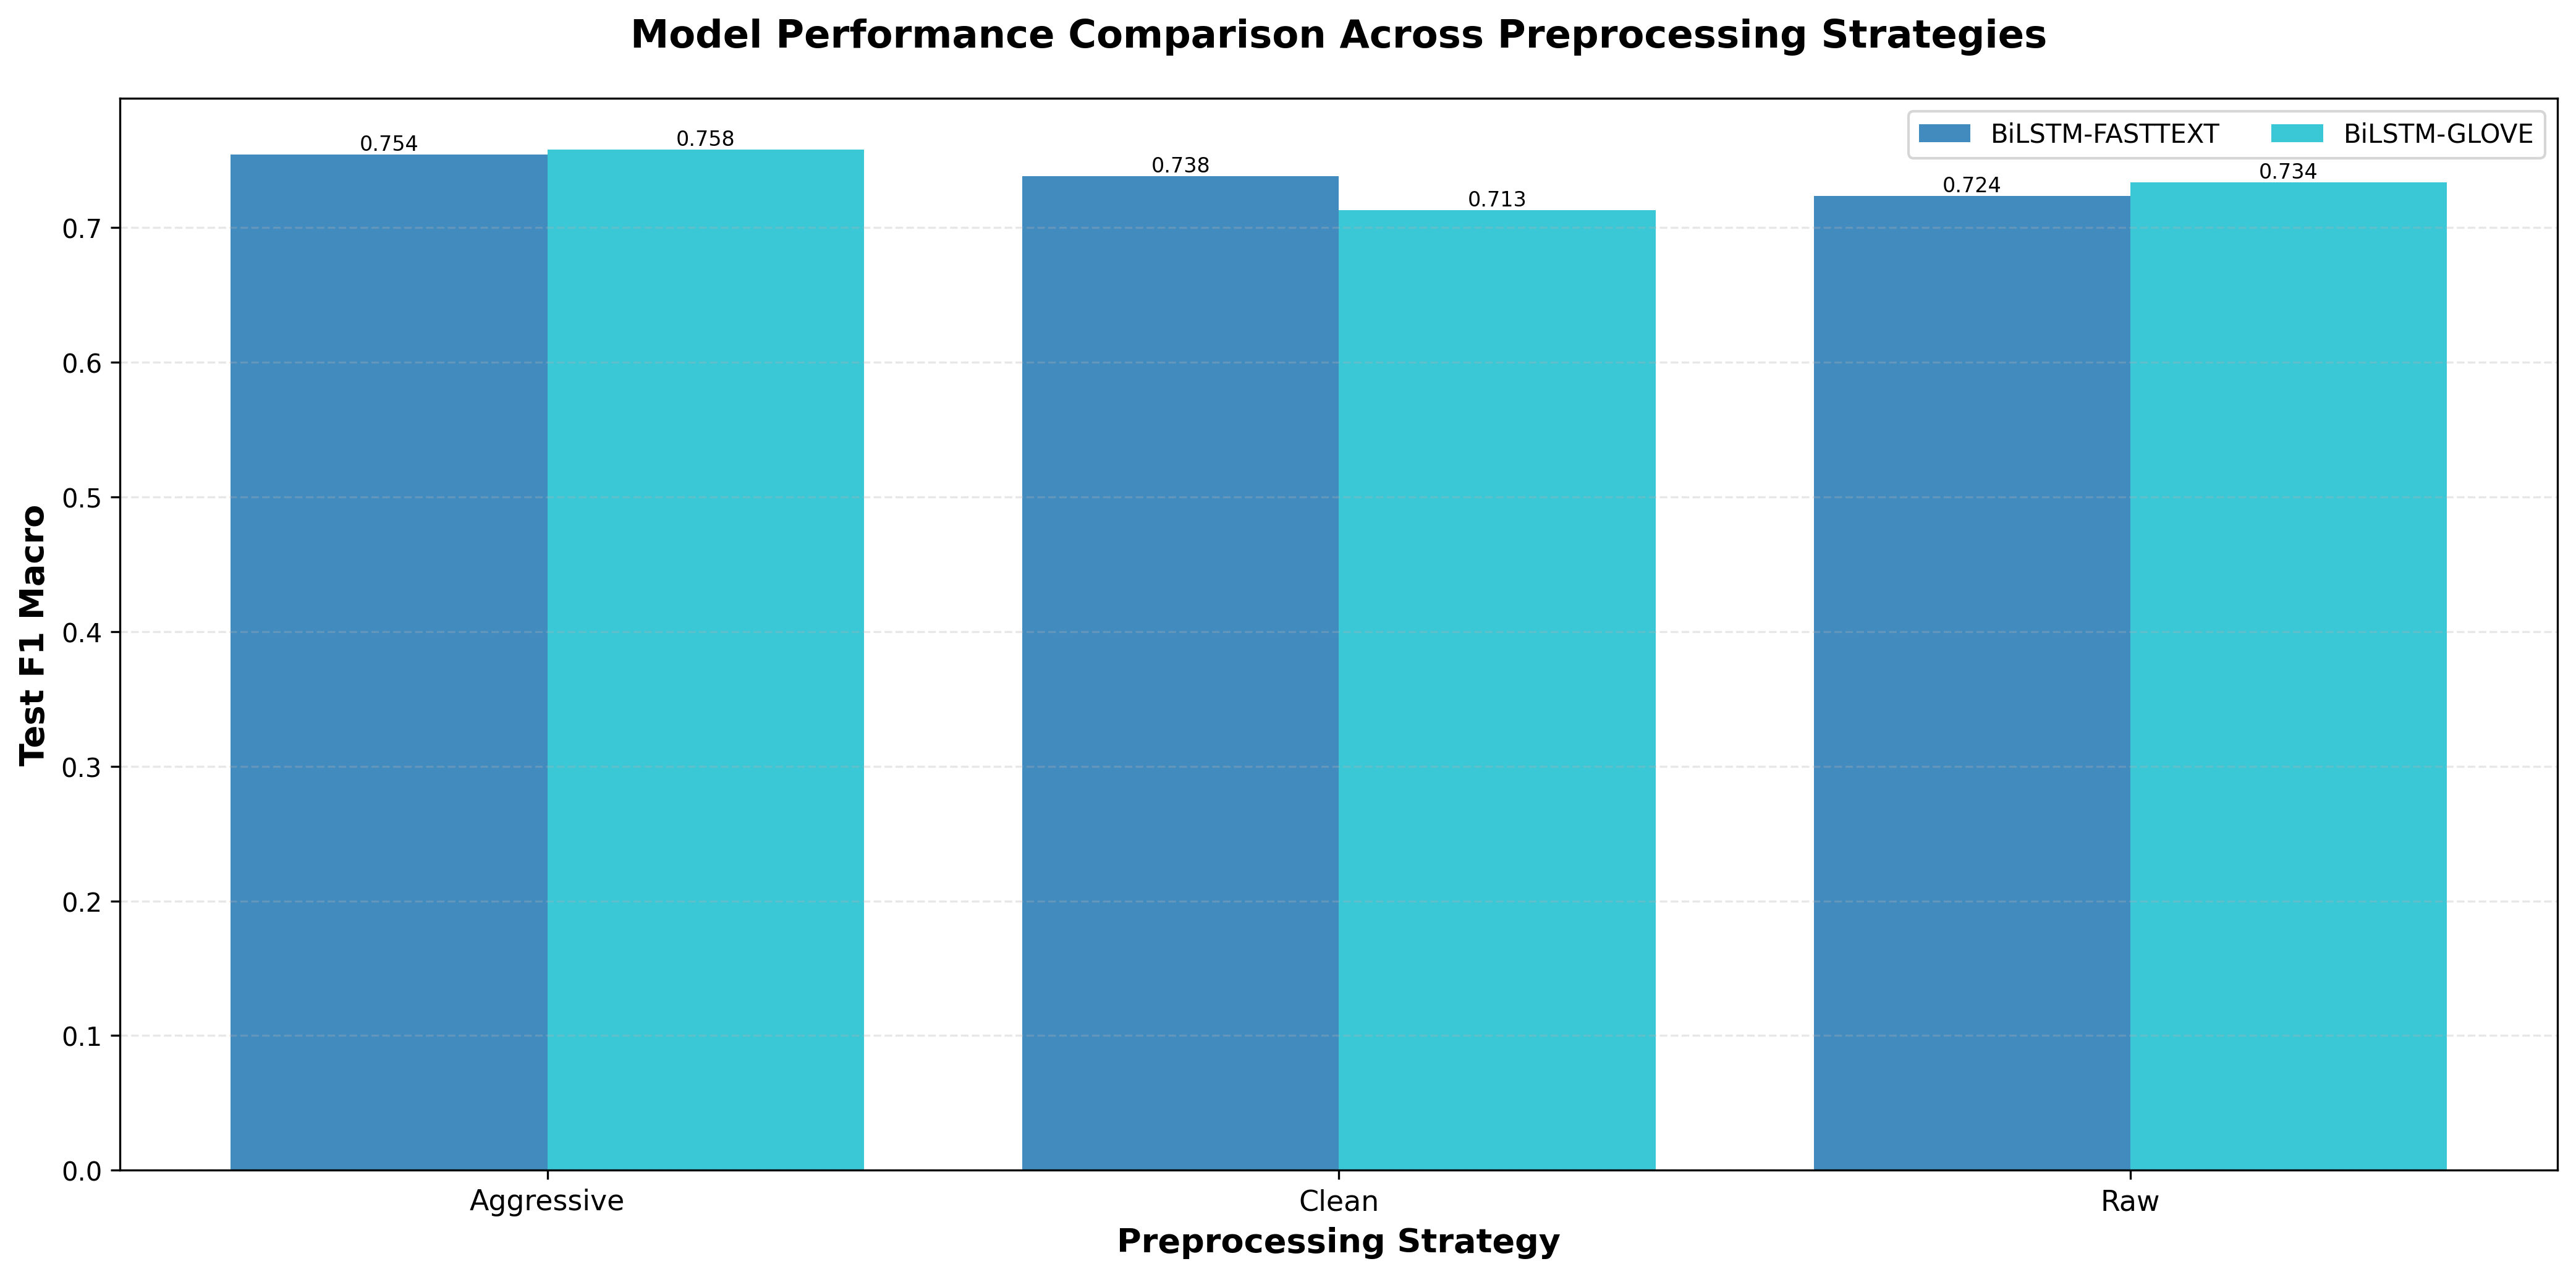 Model Performance Comparison Across Preprocessing Strategies
BiLSTM-FASTTEXT
BiLSTM-GLOVE
0.754
0.758
0.738
0.713
0.724
0.734
Test F1 Macro
0.7
0.6
0.5
0.4
0.3
0.2
0.1
0.0
Aggressive
Clean
Raw
Preprocessing Strategy